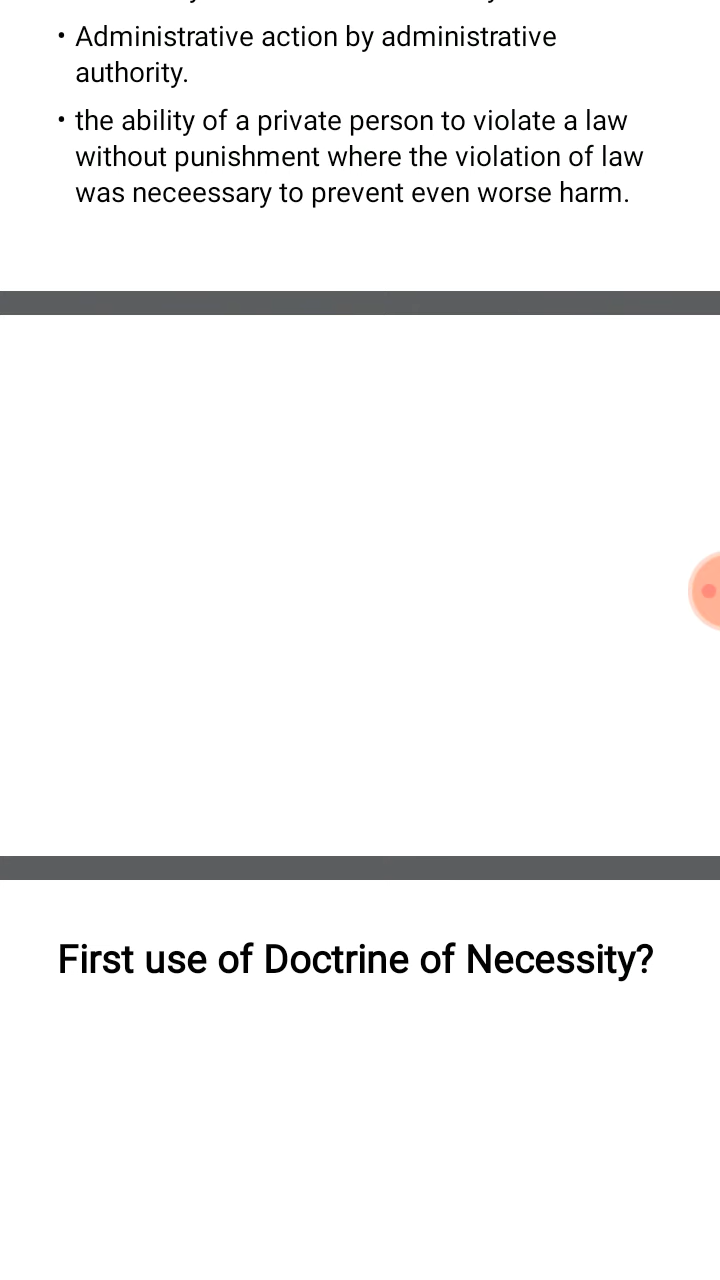 • Administrative action by administrative
authority.
• the ability of a private person to violate a law
without punishment where the violation of law
was neceessary to prevent even worse harm.
First use of Doctrine of Necessity?